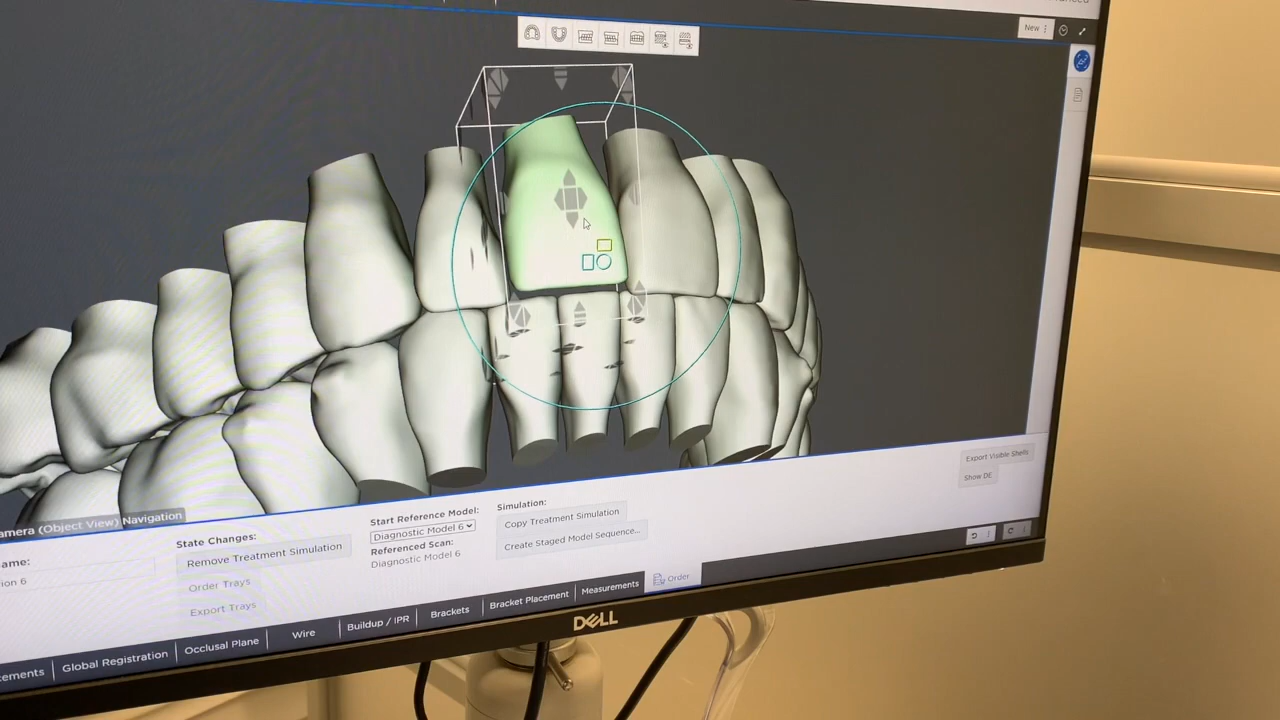 New
Export Visible Shells
Show DE
(Object View) Navigation
State Changes:
Remove Treatment Simulation
Order Trays
Export Trays
Start Reference Model:
Diagnostic Model 6
Referenced Scan:
Diagnostic Model 6
Simulation:
Copy Treatment Simulation
Create Staged Model Sequence...
Global Registration
Occlusal Plane
Wire
Buildup / IPR
Brackets
Bracket Placement
Measurements
Order
DELL